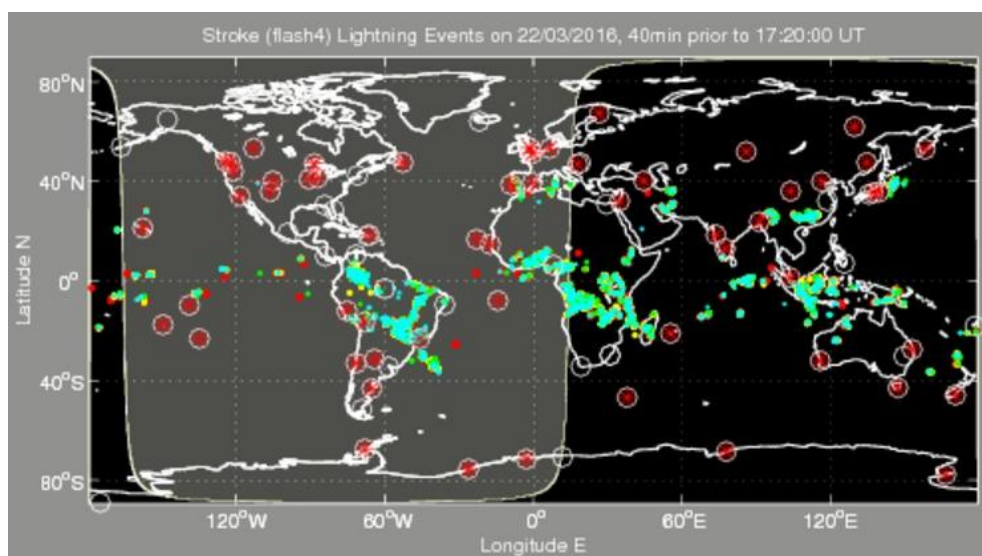 Stroke (flash4) Lightning Events on 22/03/2016, 40min prior to 17:20:00 UT
80°N
40°N
0°
40°S
80°S
Latitude N
120°W 60°W 0° 60°E 120°E
Longitude E